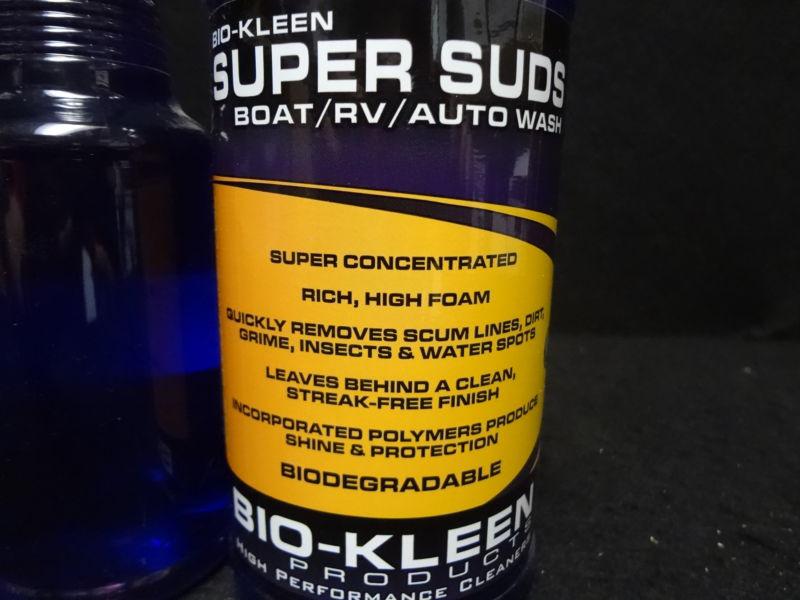 BIO-KLEEN
SUPER SUDS
BOAT/RV/AUTO WASH
SUPER CONCENTRATED
RICH, HIGH FOAM
QUICKLY REMOVES SCUM LINES, DIRT,
GRIME, INSECTS & WATER SPOTS
LEAVES BEHIND A CLEAN,
STREAK-FREE FINISH
INCORPORATED POLYMERS PRODUCE
SHINE & PROTECTION
BIODEGRADABLE
BIO-KLEEN
PRODUCTS
HIGH PERFORMANCE CLEANERS